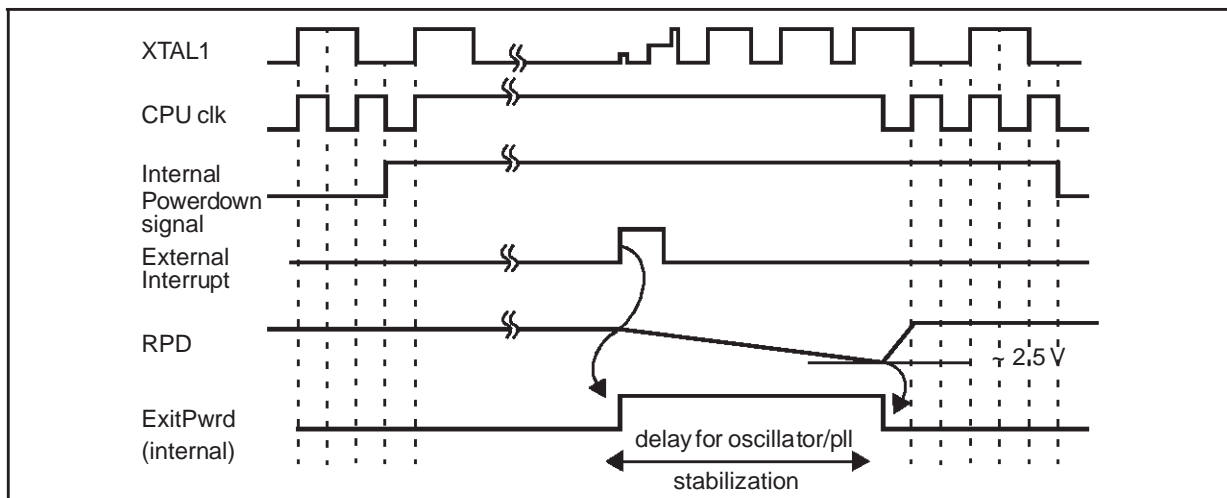 XTAL1
CPU clk
Internal
Powerdown
signal
External
Interrupt
RPD
~ 2.5 V
ExitPwrd
(internal)
delay for oscillator/pll
stabilization